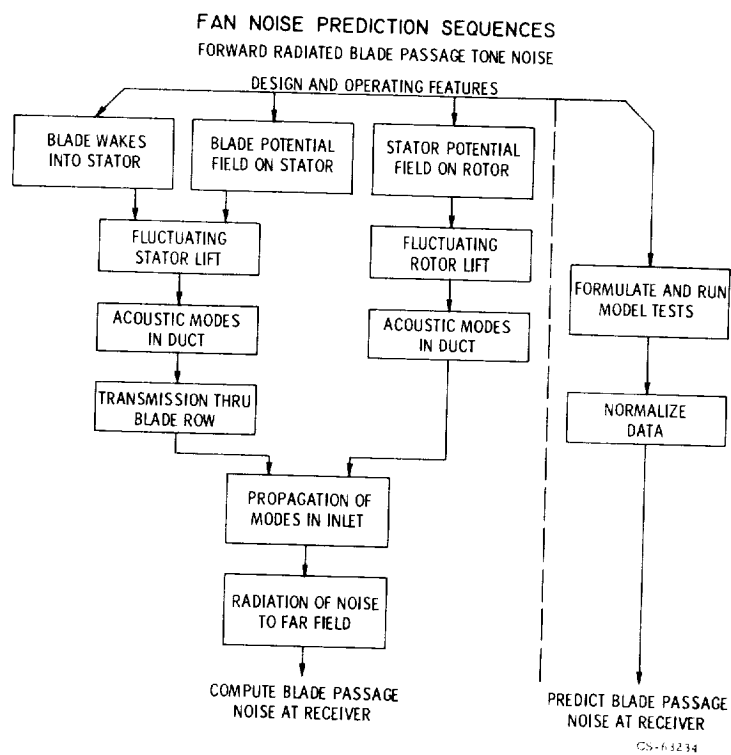 FAN NOISE PREDICTION SEQUENCES
FORWARD RADIATED BLADE PASSAGE TONE NOISE
DESIGN AND OPERATING FEATURES
BLADE WAKES
INTO STATOR
BLADE POTENTIAL
FIELD ON STATOR
STATOR POTENTIAL
FIELD ON ROTOR
FLUCTUATING
STATOR LIFT
FLUCTUATING
ROTOR LIFT
FORMULATE AND RUN
MODEL TESTS
ACOUSTIC MODES
IN DUCT
ACOUSTIC MODES
IN DUCT
TRANSMISSION THRU
BLADE ROW
NORMALIZE
DATA
PROPAGATION OF
MODES IN INLET
RADIATION OF NOISE
TO FAR FIELD
COMPUTE BLADE PASSAGE
NOISE AT RECEIVER
PREDICT BLADE PASSAGE
NOISE AT RECEIVER
CS-63234